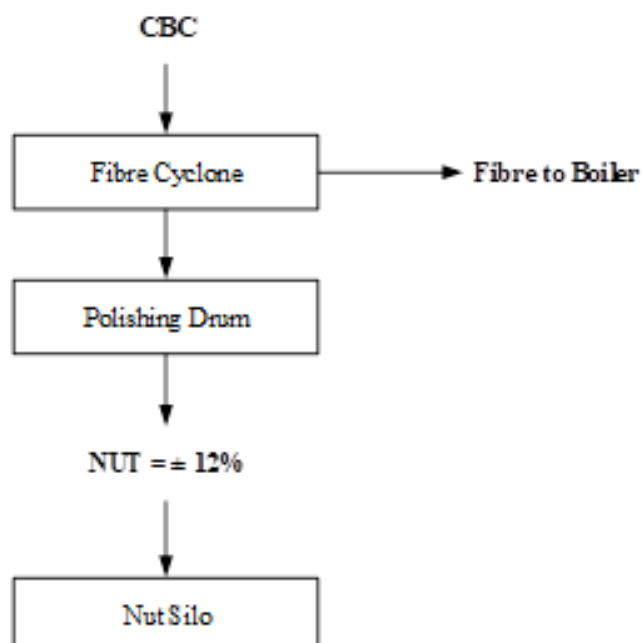 CBC
Fibre Cyclone
Fibre to Boiler
Polishing Drum
NUT = ± 12%
Nut Silo